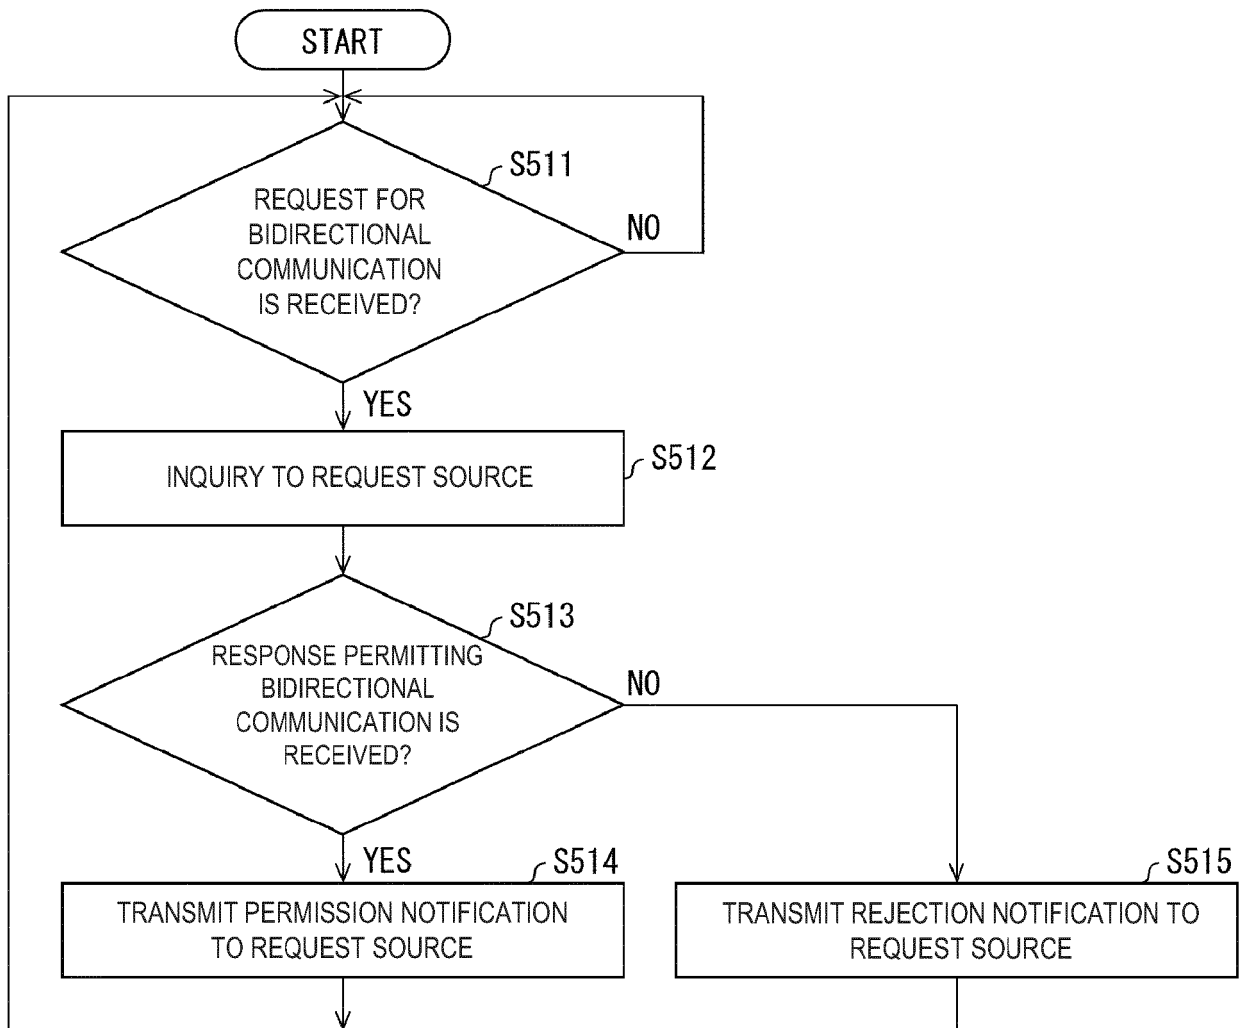 START
S511
REQUEST FOR
BIDIRECTIONAL
COMMUNICATION
IS RECEIVED?
NO
YES
INQUIRY TO REQUEST SOURCE
S512
S513
RESPONSE PERMITTING
BIDIRECTIONAL
COMMUNICATION IS
RECEIVED?
NO
YES
S514
S515
TRANSMIT PERMISSION NOTIFICATION
TO REQUEST SOURCE
TRANSMIT REJECTION NOTIFICATION TO
REQUEST SOURCE